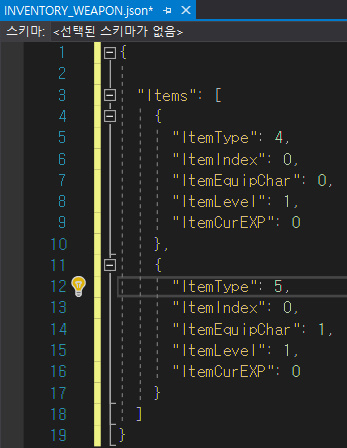 INVENTORY_WEAPON.json*
스키마: <선택된 스키마가 없음>
1 {
2
3 "Items": [
4 {
5 "ItemType": 4,
6 "ItemIndex": 0,
7 "ItemEquipChar": 0,
8 "ItemLevel": 1,
9 "ItemCurEXP": 0
10 },
11 {
12 "ItemType": 5,
13 "ItemIndex": 0,
14 "ItemEquipChar": 1,
15 "ItemLevel": 1,
16 "ItemCurEXP": 0
17 }
18 ]
19 }